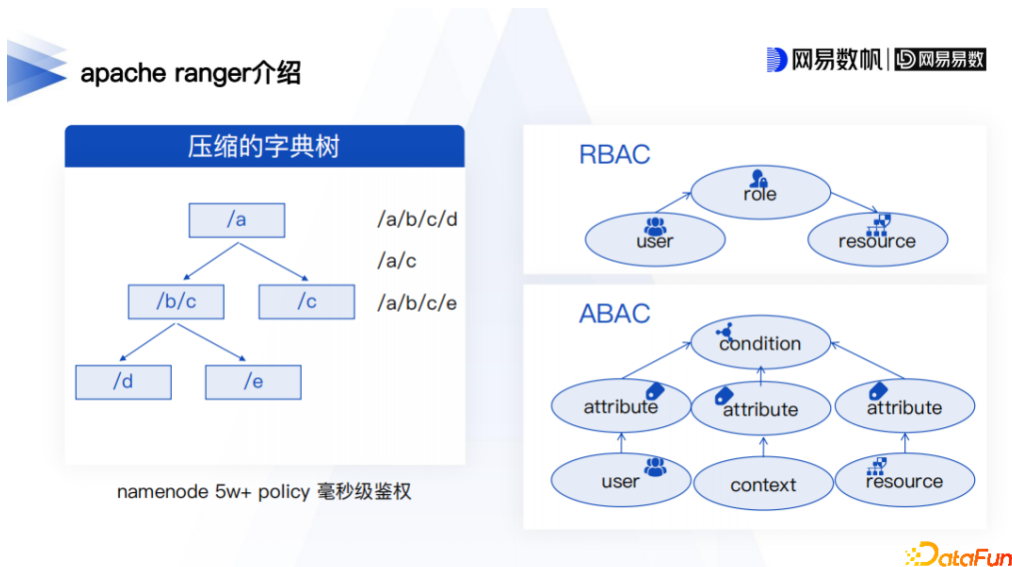 apache ranger介绍
网易数帆
网易易数
压缩的字典树
/a
/a/b/c/d
/a/c
/b/c
/c
/a/b/c/e
/d
/e
namenode 5w+ policy 毫秒级鉴权
RBAC
role
user
resource
ABAC
condition
attribute
attribute
attribute
user
context
resource
DataFun